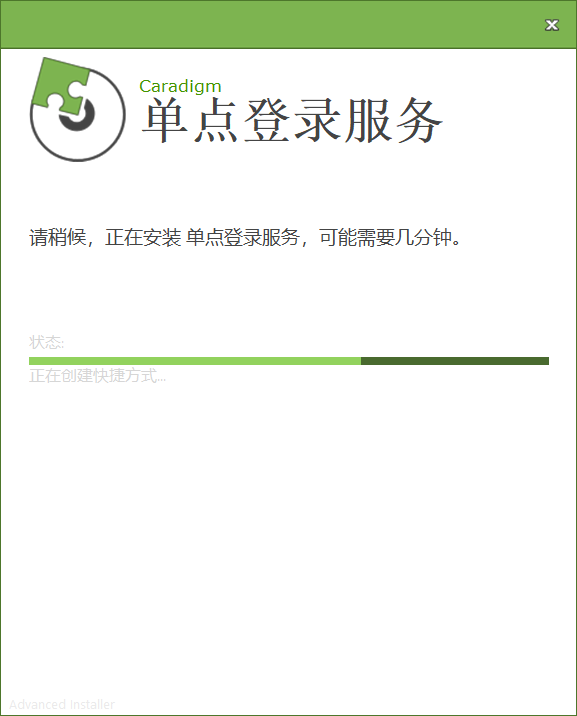 Caradigm
单点登录服务
请稍候，正在安装 单点登录服务，可能需要几分钟。
状态:
正在创建快捷方式...
Advanced Installer